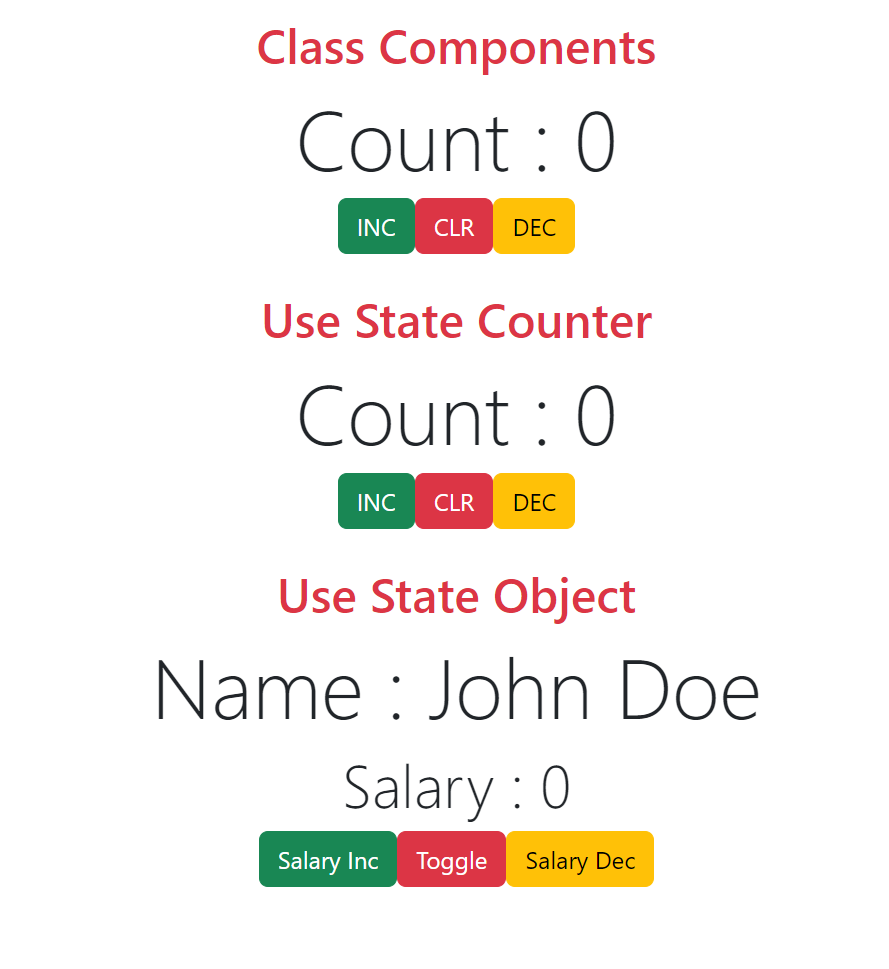 Class Components
Count : 0
INC CLR DEC
Use State Counter
Count : 0
INC CLR DEC
Use State Object
Name : John Doe
Salary : 0
Salary Inc Toggle Salary Dec